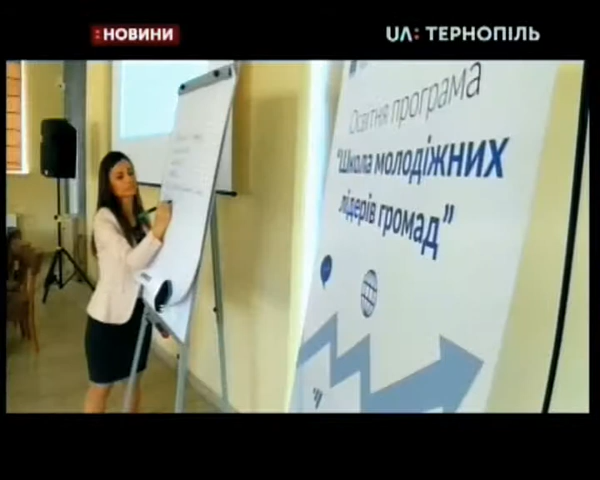 :НОВИНИ
UA: ТЕРНОПІЛЬ
Освітня програма
"Школа молодіжних
лідерів громад"